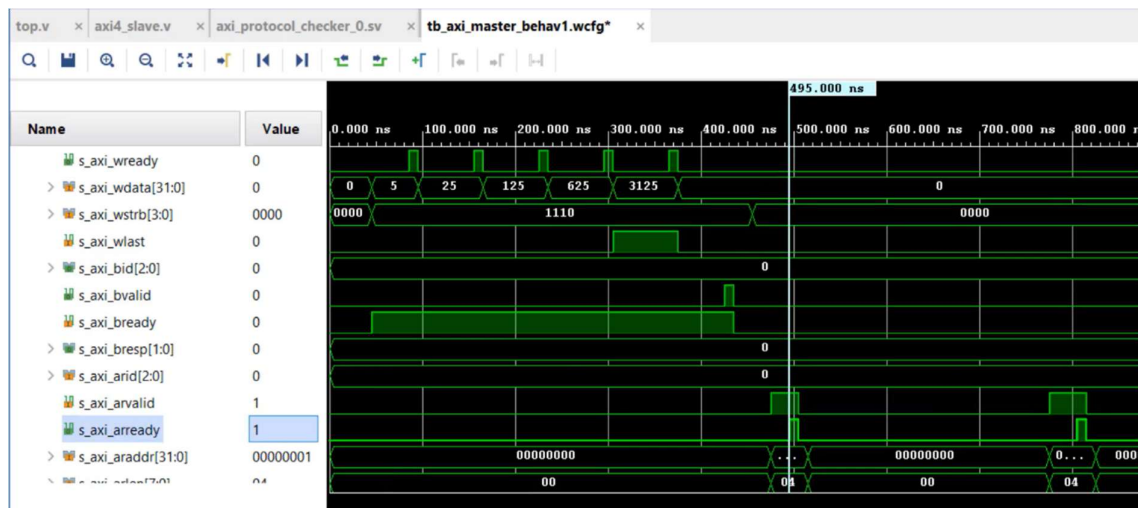 top.v × axi4_slave.v × axi_protocol_checker_0.sv × tb_axi_master_behav1.wcfg* ×
495.000 ns
Name Value 0.000 ns 100.000 ns 200.000 ns 300.000 ns 400.000 ns 500.000 ns 600.000 ns 700.000 ns 800.000
s_axi_wready 0
s_axi_wdata[31:0] 0 0 5 25 125 625 3125 0
s_axi_wstrb[3:0] 0000 0000 1110 0000
s_axi_wlast 0
s_axi_bid[2:0] 0 0
s_axi_bvalid 0
s_axi_bready 0
s_axi_bresp[1:0] 0 0
s_axi_arid[2:0] 0 0
s_axi_arvalid 1
s_axi_arready 1
s_axi_araddr[31:0] 00000001 00000000 ... 00000000 0... 000
s_axi_arlen[7:0] 04 00 04 00 04